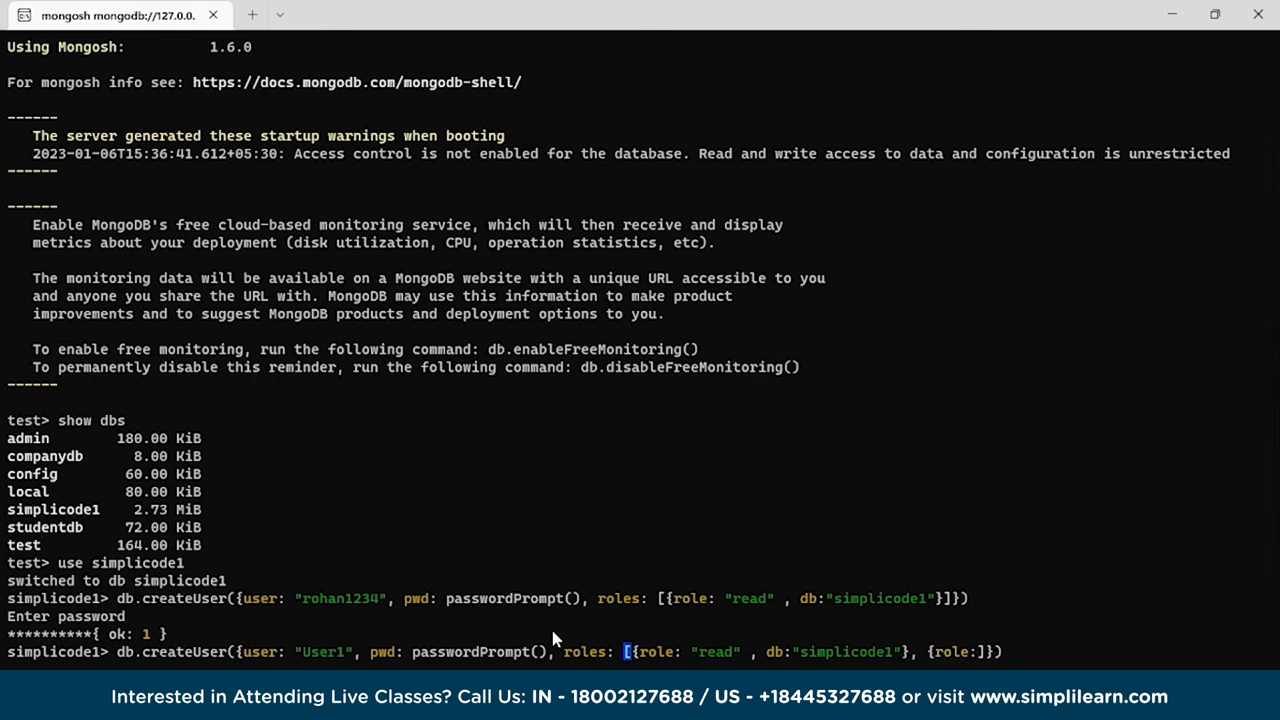 mongosh mongodb://127.0.0.
Using Mongosh: 1.6.0
For mongosh info see: https://docs.mongodb.com/mongodb-shell/
------
The server generated these startup warnings when booting
2023-01-06T15:36:41.612+05:30: Access control is not enabled for the database. Read and write access to data and configuration is unrestricted
------
------
Enable MongoDB's free cloud-based monitoring service, which will then receive and display
metrics about your deployment (disk utilization, CPU, operation statistics, etc).
The monitoring data will be available on a MongoDB website with a unique URL accessible to you
and anyone you share the URL with. MongoDB may use this information to make product
improvements and to suggest MongoDB products and deployment options to you.
To enable free monitoring, run the following command: db.enableFreeMonitoring()
To permanently disable this reminder, run the following command: db.disableFreeMonitoring()
------
test> show dbs
admin 180.00 KiB
companydb 8.00 KiB
config 60.00 KiB
local 80.00 KiB
simplicode1 2.73 MiB
studentdb 72.00 KiB
test 164.00 KiB
test> use simplicode1
switched to db simplicode1
simplicode1> db.createUser({user: "rohan1234", pwd: passwordPrompt(), roles: [{role: "read" , db:"simplicode1"}]})
Enter password
**********{ ok: 1 }
simplicode1> db.createUser({user: "User1", pwd: passwordPrompt(), roles: [{role: "read" , db:"simplicode1"}, {role:]})
Interested in Attending Live Classes? Call Us: IN - 18002127688 / US - +18445327688 or visit www.simplilearn.com